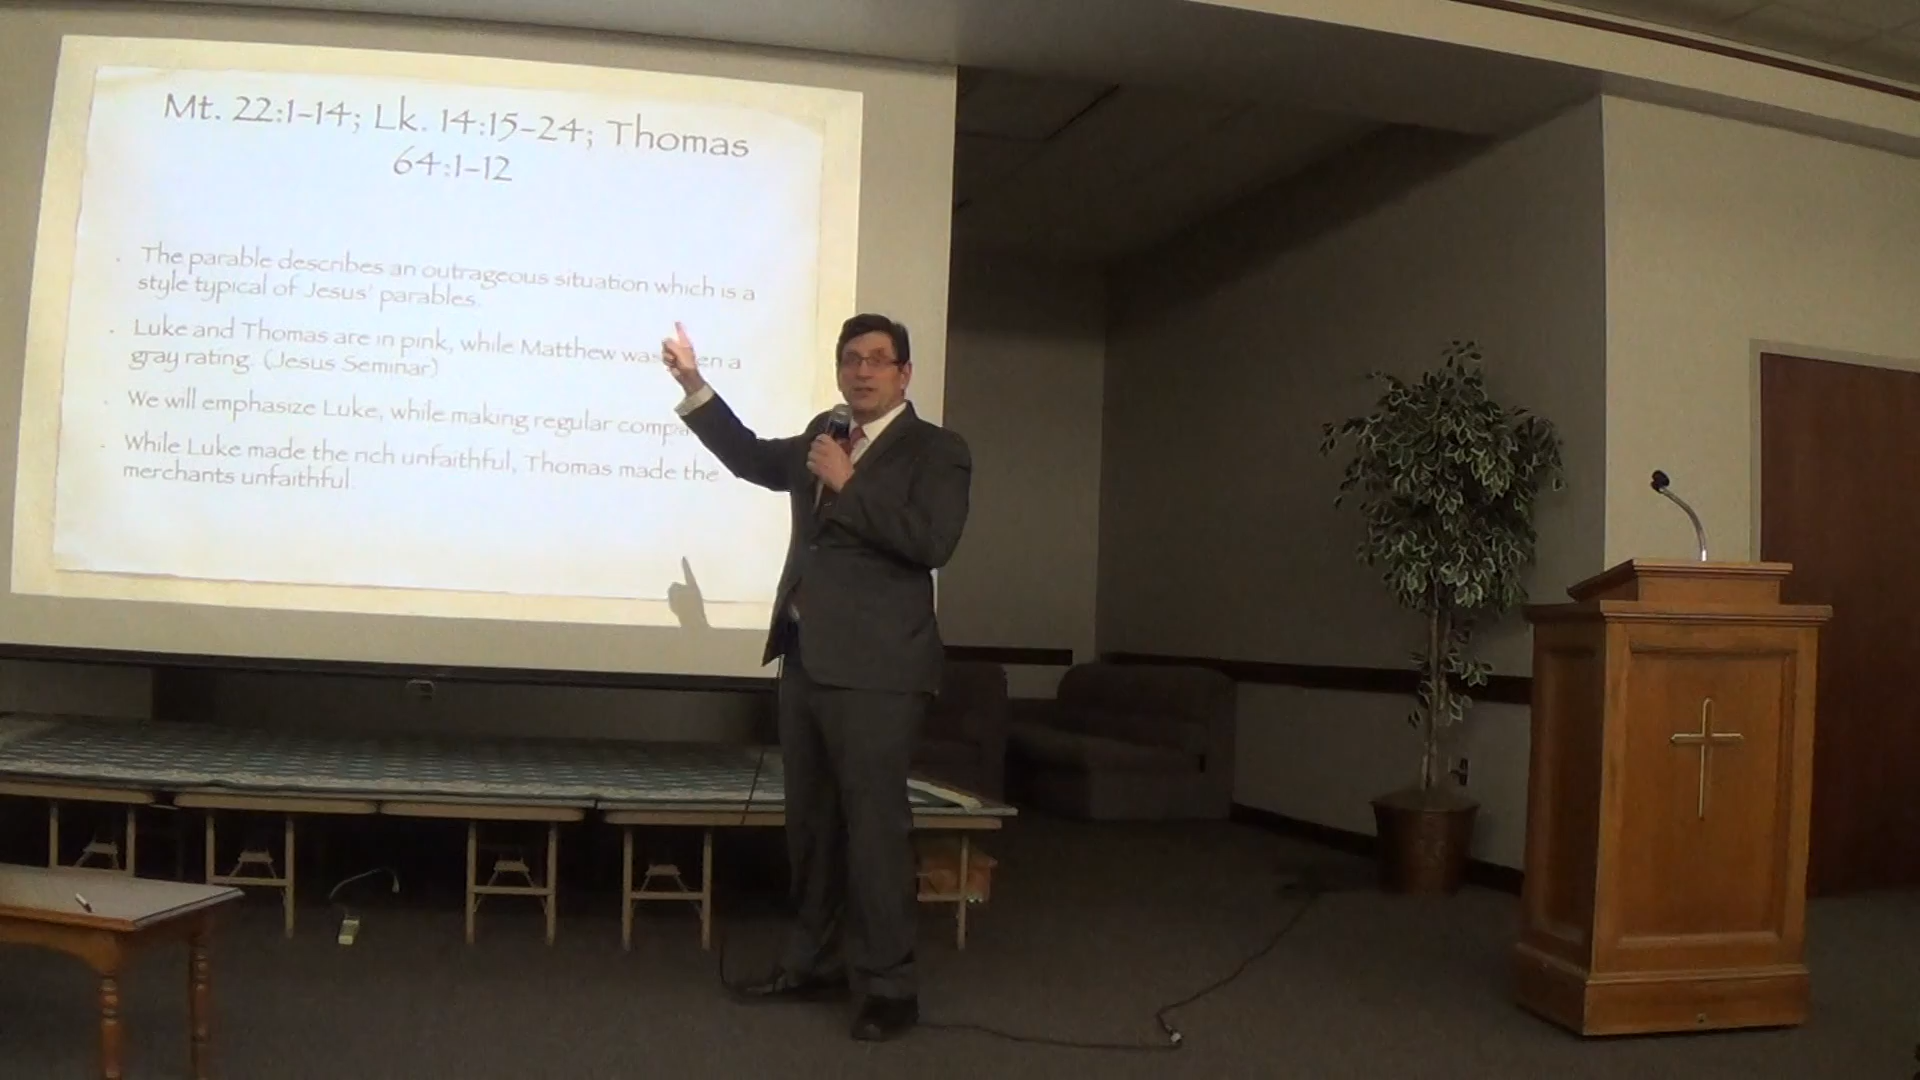 Mt. 22:1-14; Lk. 14:15-24; Thomas
64:1-12
. The parable describes an outrageous situation which is a
style typical of Jesus' parables.
. Luke and Thomas are in pink, while Matthew was a
gray rating. (Jesus Seminar)
. We will emphasize Luke, while making regular
. While Luke made the rich unfaithful, Thomas made the
merchants unfaithful.